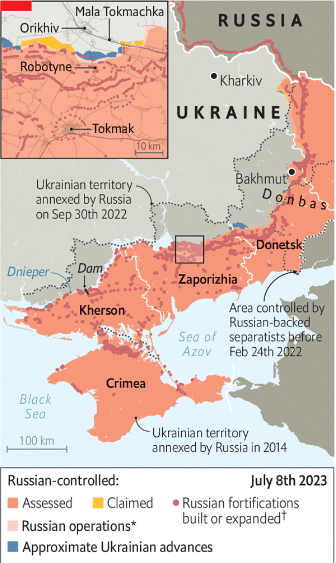 Mala Tokmachka
Orikhiv
Robotyne
Tokmak
10 km
RUSSIA
Kharkiv
UKRAINE
Bakhmut
Donbas
Ukrainian territory
annexed by Russia
on Sep 30th 2022
Dnieper
Dam
Donetsk
Zaporizhia
Kherson
Area controlled by
Russian-backed
separatists before
Feb 24th 2022
Sea of
Azov
Crimea
Black
Sea
Ukrainian territory
annexed by Russia in 2014
100 km
Russian-controlled:
July 8th 2023
Assessed
Claimed
Russian fortifications
built or expanded†
Russian operations*
Approximate Ukrainian advances